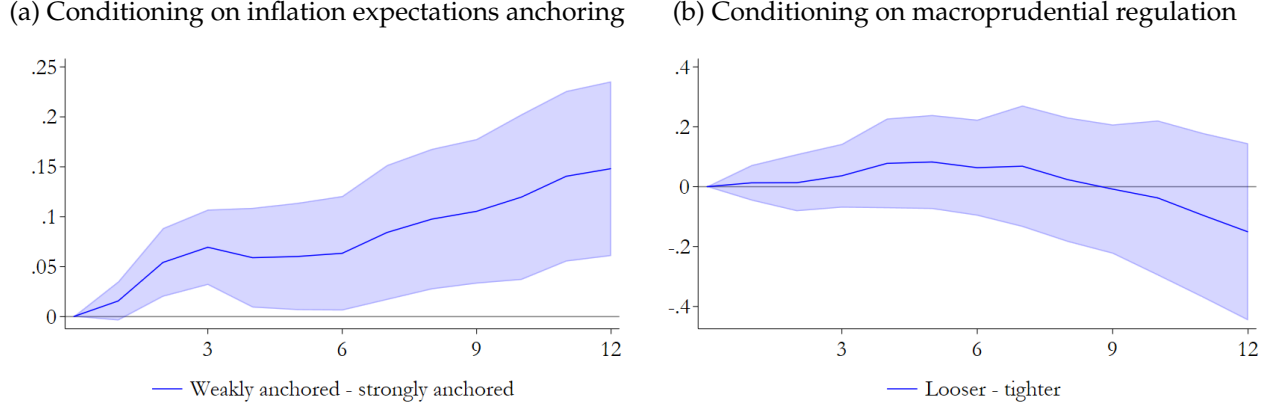 (a) Conditioning on inflation expectations anchoring
.25
.2
.15
.1
.05
0
3 6 9 12
Weakly anchored - strongly anchored
(b) Conditioning on macroprudential regulation
.4
.2
0
-.2
-.4
3 6 9 12
Looser - tighter